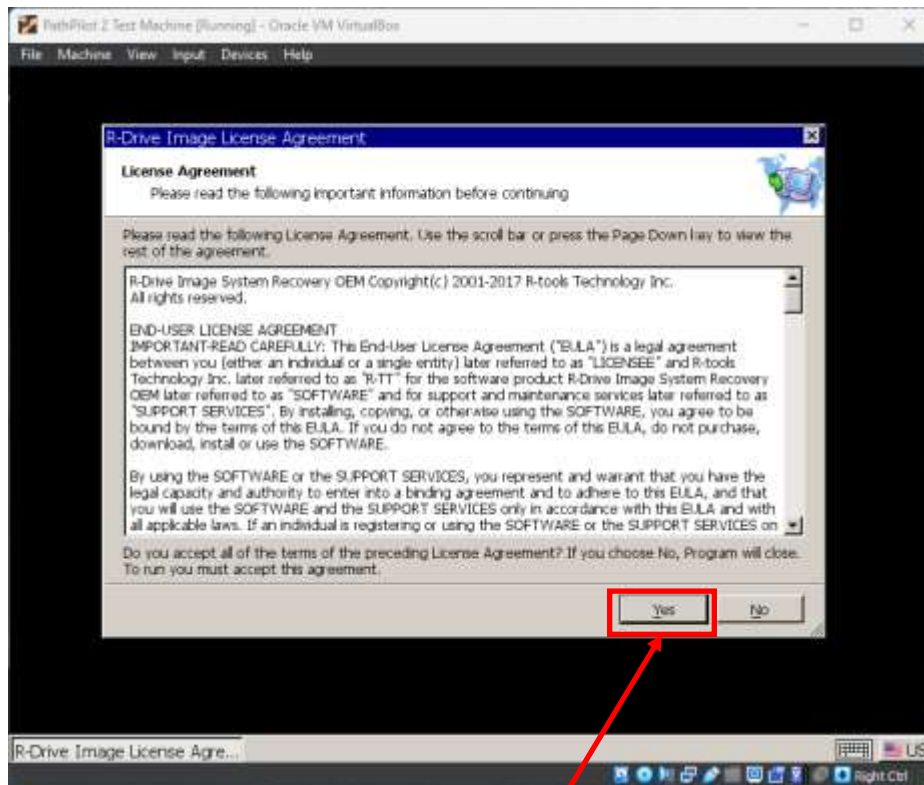 PathPilot 2 Test Machine [Running] - Oracle VM VirtualBox
File Machine View Input Devices Help
R-Drive Image License Agreement
License Agreement
Please read the following important information before continuing
Please read the following License Agreement. Use the scroll bar or press the Page Down key to view the
rest of the agreement.
R-Drive Image System Recovery OEM Copyright(c) 2001-2017 R-tools Technology Inc.
All rights reserved.
END-USER LICENSE AGREEMENT
IMPORTANT-READ CAREFULLY: This End-User License Agreement ("EULA") is a legal agreement
between you (either an individual or a single entity) later referred to as "LICENSEE" and R-tools
Technology Inc. later referred to as "R-TT" for the software product R-Drive Image System Recovery
OEM later referred to as "SOFTWARE" and for support and maintenance services later referred to as
"SUPPORT SERVICES". By installing, copying, or otherwise using the SOFTWARE, you agree to be
bound by the terms of this EULA. If you do not agree to the terms of this EULA, do not purchase,
download, install or use the SOFTWARE.
By using the SOFTWARE or the SUPPORT SERVICES, you represent and warrant that you have the
legal capacity and authority to enter into a binding agreement and to adhere to this EULA, and that
you will use the SOFTWARE and the SUPPORT SERVICES only in accordance with this EULA and with
all applicable laws. If an individual is registering or using the SOFTWARE or the SUPPORT SERVICES on
Do you accept all of the terms of the preceding License Agreement? If you choose No, Program will close.
To run you must accept this agreement.
Yes No
R-Drive Image License Agre... US
Right Ctrl